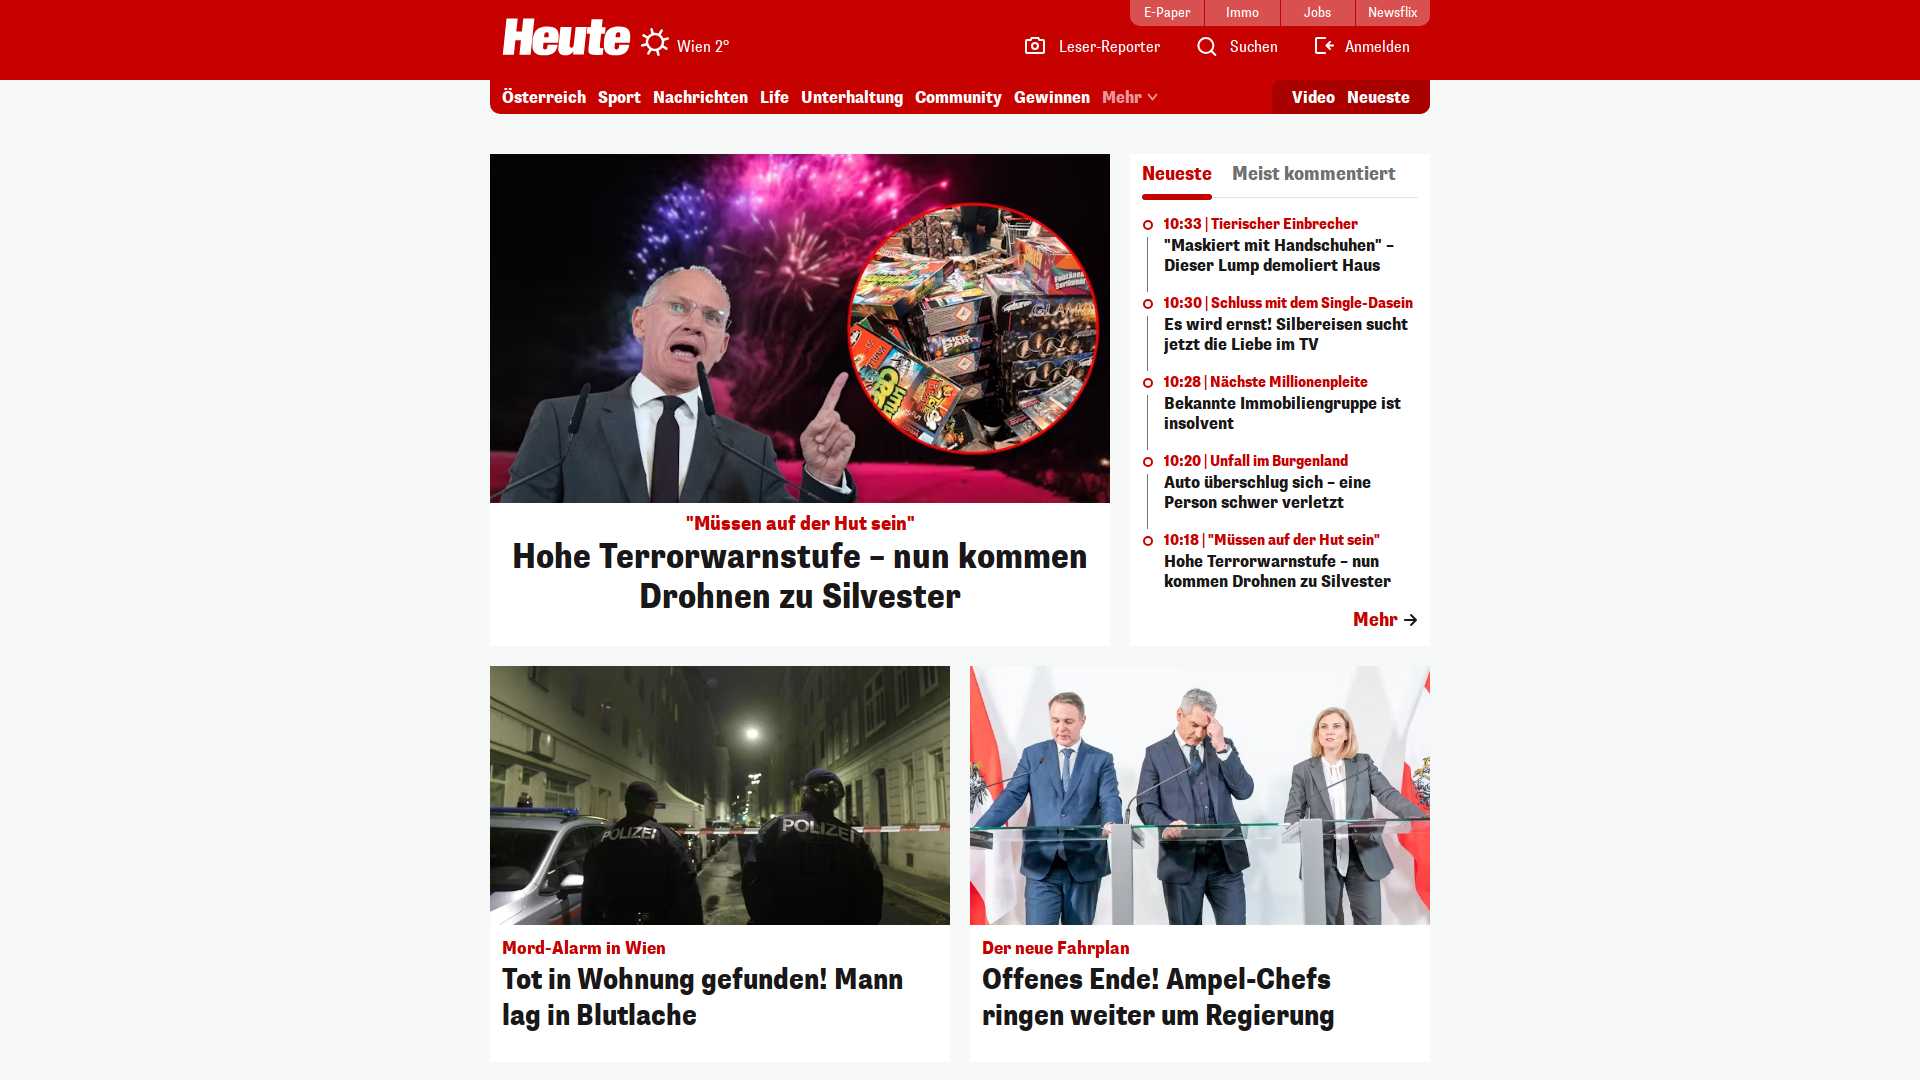 E-Paper
Immo
Jobs
Newsflix
Heute
Wien 2°
Leser-Reporter
Suchen
Anmelden
Österreich
Sport
Nachrichten
Life
Unterhaltung
Community
Gewinnen
Mehr
Video
Neueste
"Müssen auf der Hut sein"
Hohe Terrorwarnstufe – nun kommen
Drohnen zu Silvester
Neueste
Meist kommentiert
10:33 | Tierischer Einbrecher
"Maskiert mit Handschuhen" –
Dieser Lump demoliert Haus
10:30 | Schluss mit dem Single-Dasein
Es wird ernst! Silbereisen sucht
jetzt die Liebe im TV
10:28 | Nächste Millionenpleite
Bekannte Immobiliengruppe ist
insolvent
10:20 | Unfall im Burgenland
Auto überschlug sich – eine
Person schwer verletzt
10:18 | "Müssen auf der Hut sein"
Hohe Terrorwarnstufe – nun
kommen Drohnen zu Silvester
Mehr
POLIZEI
POLIZEI
Mord-Alarm in Wien
Tot in Wohnung gefunden! Mann
lag in Blutlache
Der neue Fahrplan
Offenes Ende! Ampel-Chefs
ringen weiter um Regierung